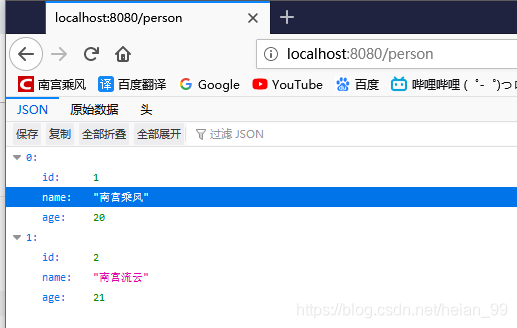 localhost:8080/person
localhost:8080/person
南宫乘风 译 百度翻译 Google YouTube 百度 哔哩哔哩 ( ゜- ゜)つロ
JSON 原始数据 头
保存 复制 全部折叠 全部展开 过滤 JSON
0:
id: 1
name: "南宫乘风"
age: 20
1:
id: 2
name: "南宫流云"
age: 21
https://blog.csdn.net/heian_99